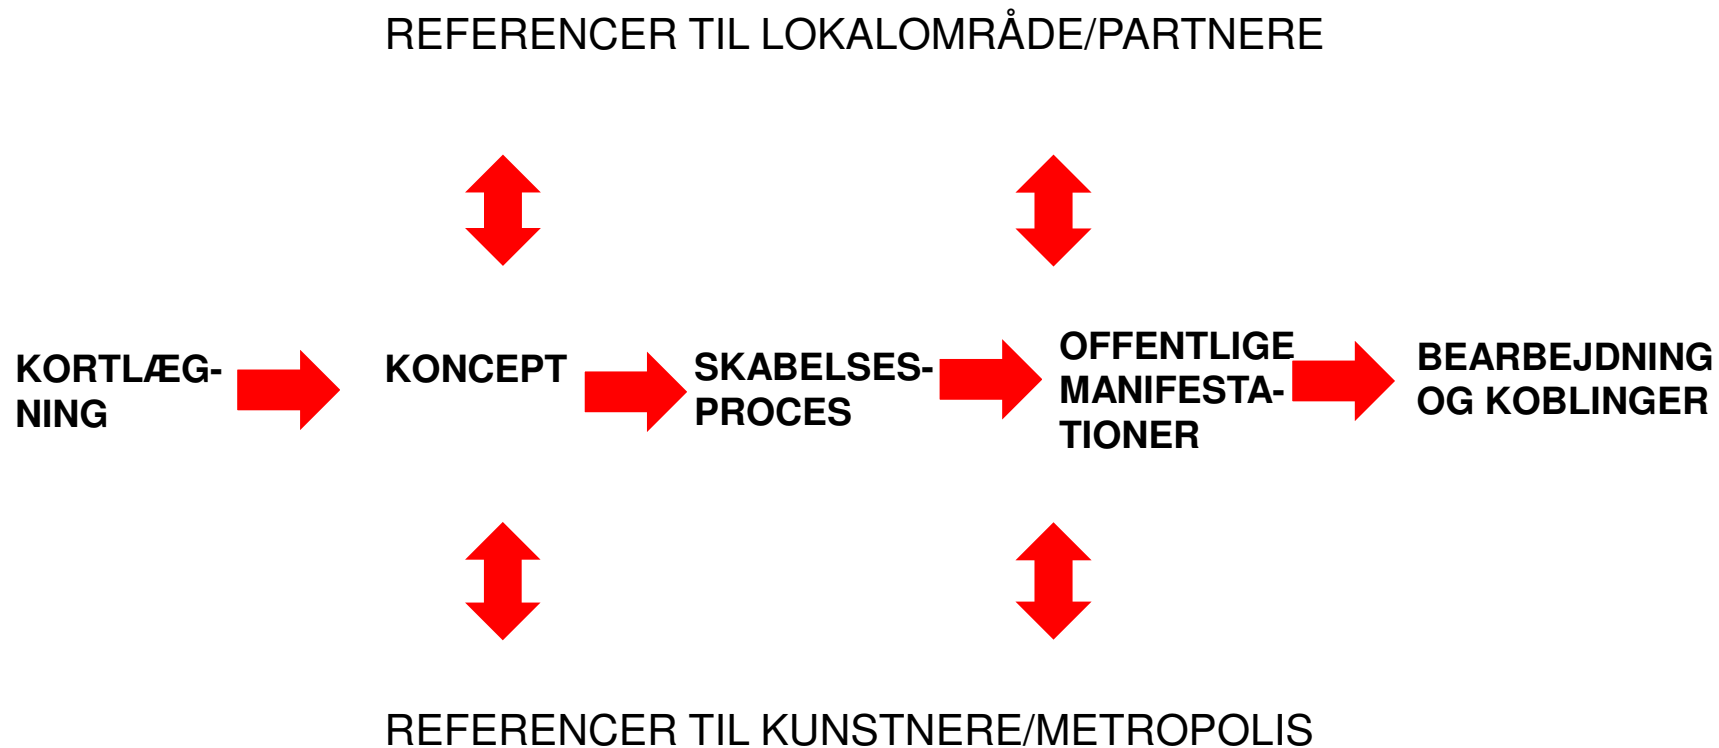 REFERENCER TIL LOKALOMRÅDE/PARTNERE
KORTLÆG-
NING
KONCEPT
SKABELSES-
PROCES
OFFENTLIGE
MANIFESTA-
TIONER
BEARBEJDNING
OG KOBLINGER
REFERENCER TIL KUNSTNERE/METROPOLIS